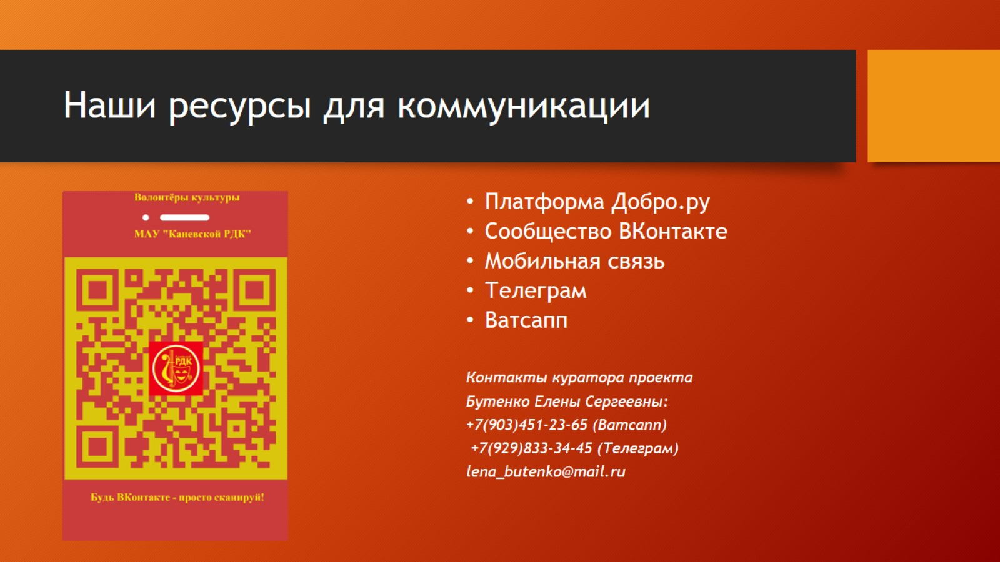 Наши ресурсы для коммуникации
Волонтёры культуры
МАУ "Каневской РДК"
РДК
Будь ВКонтакте - просто сканируй!
• Платформа Добро.ру
• Сообщество ВКонтакте
• Мобильная связь
• Телеграм
• Ватсапп
Контакты куратора проекта
Бутенко Елены Сергеевны:
+7(903)451-23-65 (Ватсапп)
+7(929)833-34-45 (Телеграм)
lena_butenko@mail.ru